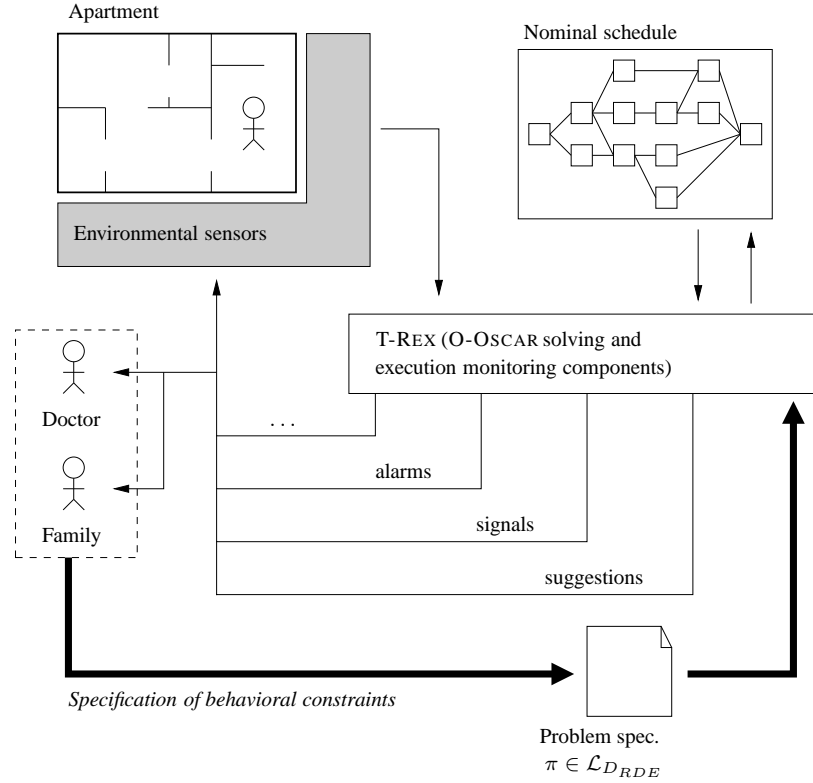 Apartment
Nominal schedule
Environmental sensors
T-REX (O-OSCAR solving and
execution monitoring components)
Doctor
. . .
alarms
Family
signals
suggestions
Specification of behavioral constraints
Problem spec.
π ∈ ℒ_{D_{RDE}}